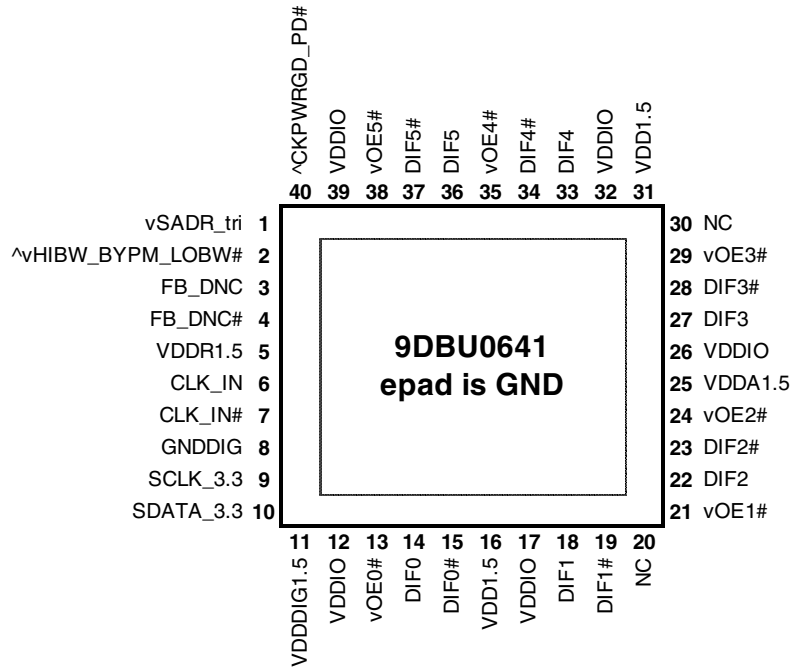 ^CKPWRGD_PD#
VDDIO
vOE5#
DIF5#
DIF5
vOE4#
DIF4#
DIF4
VDDIO
VDD1.5
40 39 38 37 36 35 34 33 32 31
vSADR_tri 1
^vHIBW_BYPM_LOBW# 2
FB_DNC 3
FB_DNC# 4
VDDR1.5 5
CLK_IN 6
CLK_IN# 7
GNDDIG 8
SCLK_3.3 9
SDATA_3.3 10
9DBU0641
epad is GND
30 NC
29 vOE3#
28 DIF3#
27 DIF3
26 VDDIO
25 VDDA1.5
24 vOE2#
23 DIF2#
22 DIF2
21 vOE1#
11 12 13 14 15 16 17 18 19 20
VDDDIG1.5
VDDIO
vOE0#
DIF0
DIF0#
VDD1.5
VDDIO
DIF1
DIF1#
NC